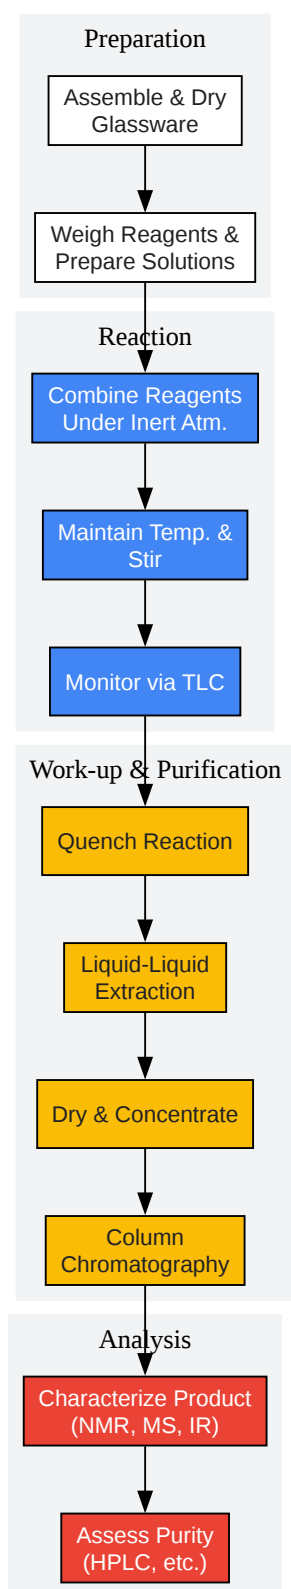 Preparation
Assemble & Dry
Glassware
Weigh Reagents &
Prepare Solutions
Reaction
Combine Reagents
Under Inert Atm.
Maintain Temp. &
Stir
Monitor via TLC
Work-up & Purification
Quench Reaction
Liquid-Liquid
Extraction
Dry & Concentrate
Column
Chromatography
Analysis
Characterize Product
(NMR, MS, IR)
Assess Purity
(HPLC, etc.)